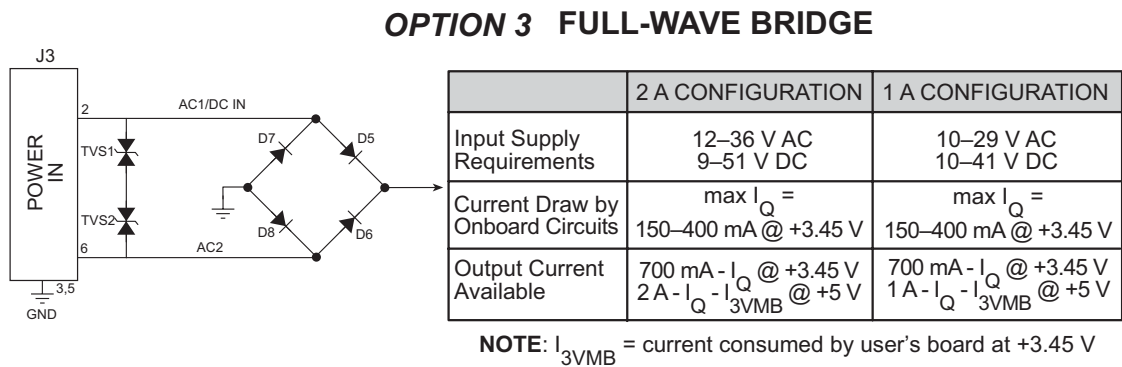 OPTION 3 FULL-WAVE BRIDGE
J3
POWER IN
2
AC1/DC IN
TVS1
TVS2
6
AC2
3,5
GND
D7
D5
D8
D6
2 A CONFIGURATION
1 A CONFIGURATION
Input Supply
Requirements
12–36 V AC
9–51 V DC
10–29 V AC
10–41 V DC
Current Draw by
Onboard Circuits
max IQ =
150–400 mA @ +3.45 V
max IQ =
150–400 mA @ +3.45 V
Output Current
Available
700 mA - IQ @ +3.45 V
2 A - IQ - I3VMB @ +5 V
700 mA - IQ @ +3.45 V
1 A - IQ - I3VMB @ +5 V
NOTE: I3VMB = current consumed by user's board at +3.45 V